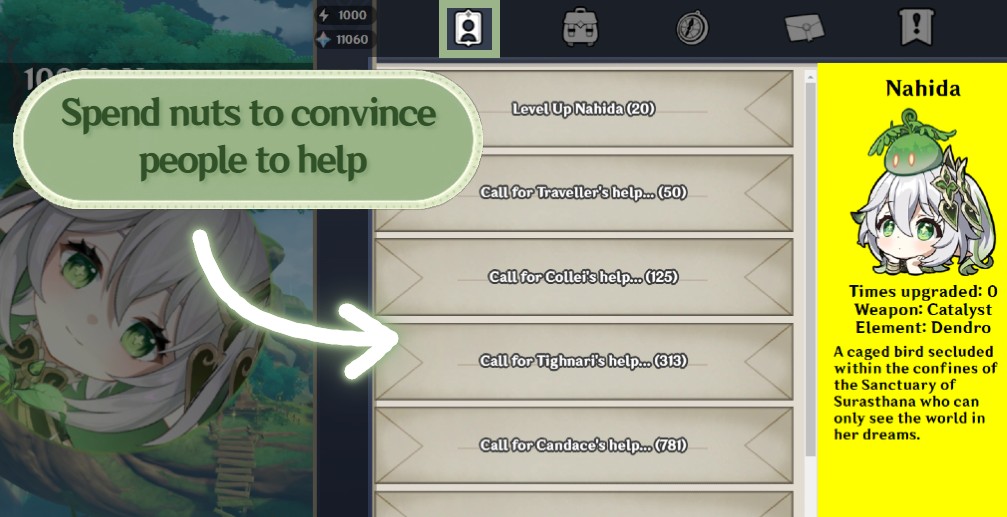 1000
11060
Spend nuts to convince
people to help
Level Up Nahida (20)
Call for Traveller's help... (50)
Call for Collei's help... (125)
Call for Tighnari's help... (313)
Call for Candace's help... (781)
Nahida
Times upgraded: 0
Weapon: Catalyst
Element: Dendro
A caged bird secluded
within the confines of
the Sanctuary of
Surasthana who can
only see the world in
her dreams.